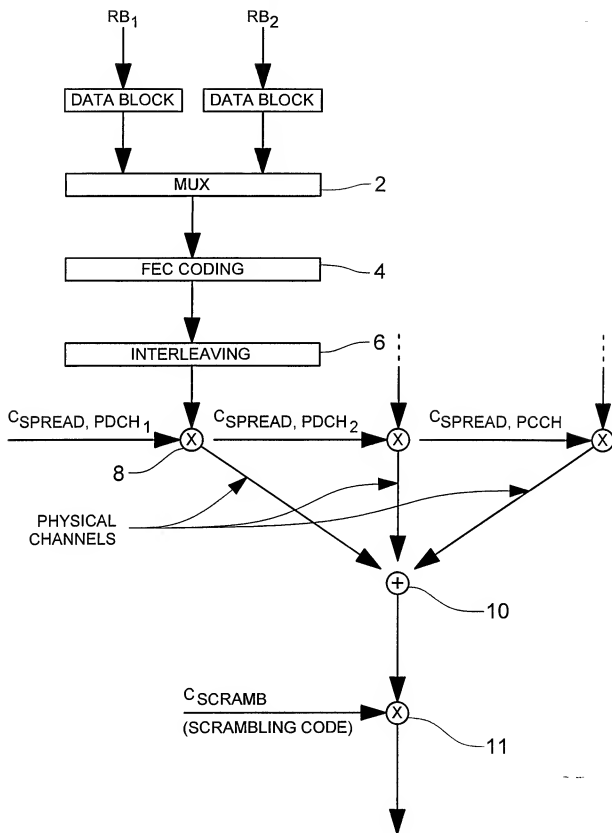 RB1 RB2
DATA BLOCK DATA BLOCK
MUX 2
FEC CODING 4
INTERLEAVING 6
CSPREAD, PDCH1 X CSPREAD, PDCH2 X CSPREAD, PCCH X
8
PHYSICAL
CHANNELS
+ 10
CSCRAMB
(SCRAMBLING CODE) X 11